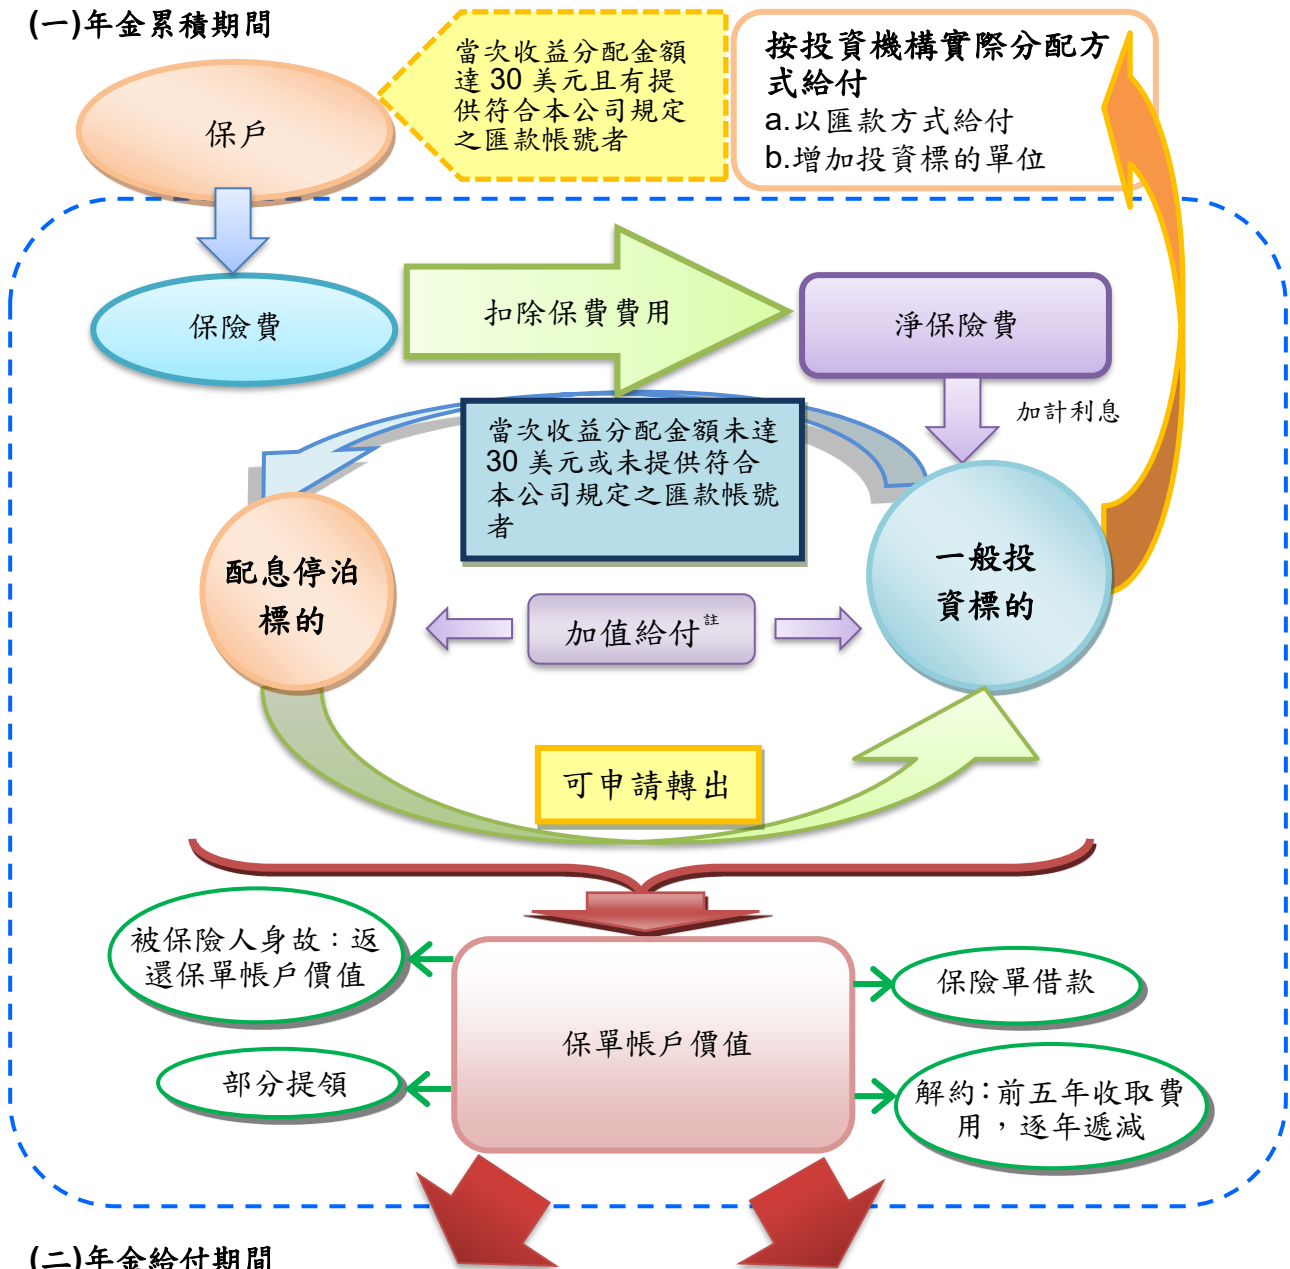 (一)年金累積期間
保戶
當次收益分配金額
達 30 美元且有提
供符合本公司規定
之匯款帳號者
按投資機構實際分配方
式給付
a.以匯款方式給付
b.增加投資標的單位
保險費
扣除保費費用
淨保險費
加計利息
當次收益分配金額未達
30 美元或未提供符合
本公司規定之匯款帳號
者
配息停泊
標的
加值給付註
一般投
資標的
可申請轉出
被保險人身故：返
還保單帳戶價值
部分提領
保單帳戶價值
保險單借款
解約：前五年收取費
用，逐年遞減
(二)年金給付期間